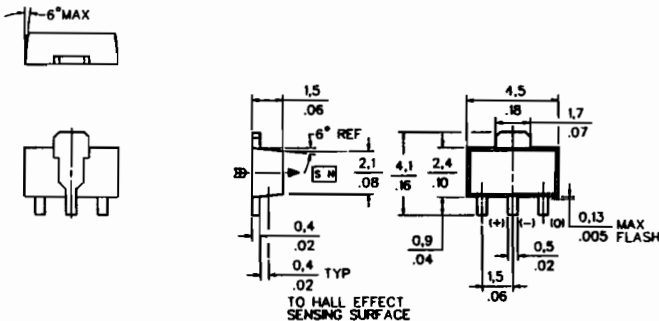 6° MAX
1,5
.06
6° REF
S N
2,1
.08
4,1
.16
2,4
.10
4,5
.18
1,7
.07
(+) (-) (O)
0,13
.005
MAX
FLASH
0,4
.02
0,4
.02
TYP
0,9
.04
0,5
.02
1,5
.06
TO HALL EFFECT
SENSING SURFACE